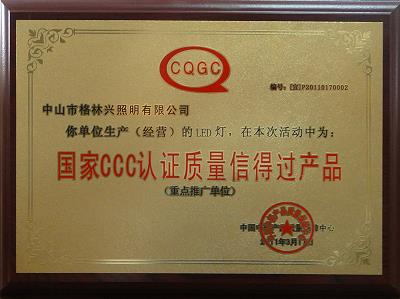 CQGC
编号：[宣]P20110170002
中山市格林兴照明有限公司
你单位生产（经营）的LED灯，在本次活动中为：
国家CCC认证质量信得过产品
（重点推广单位）